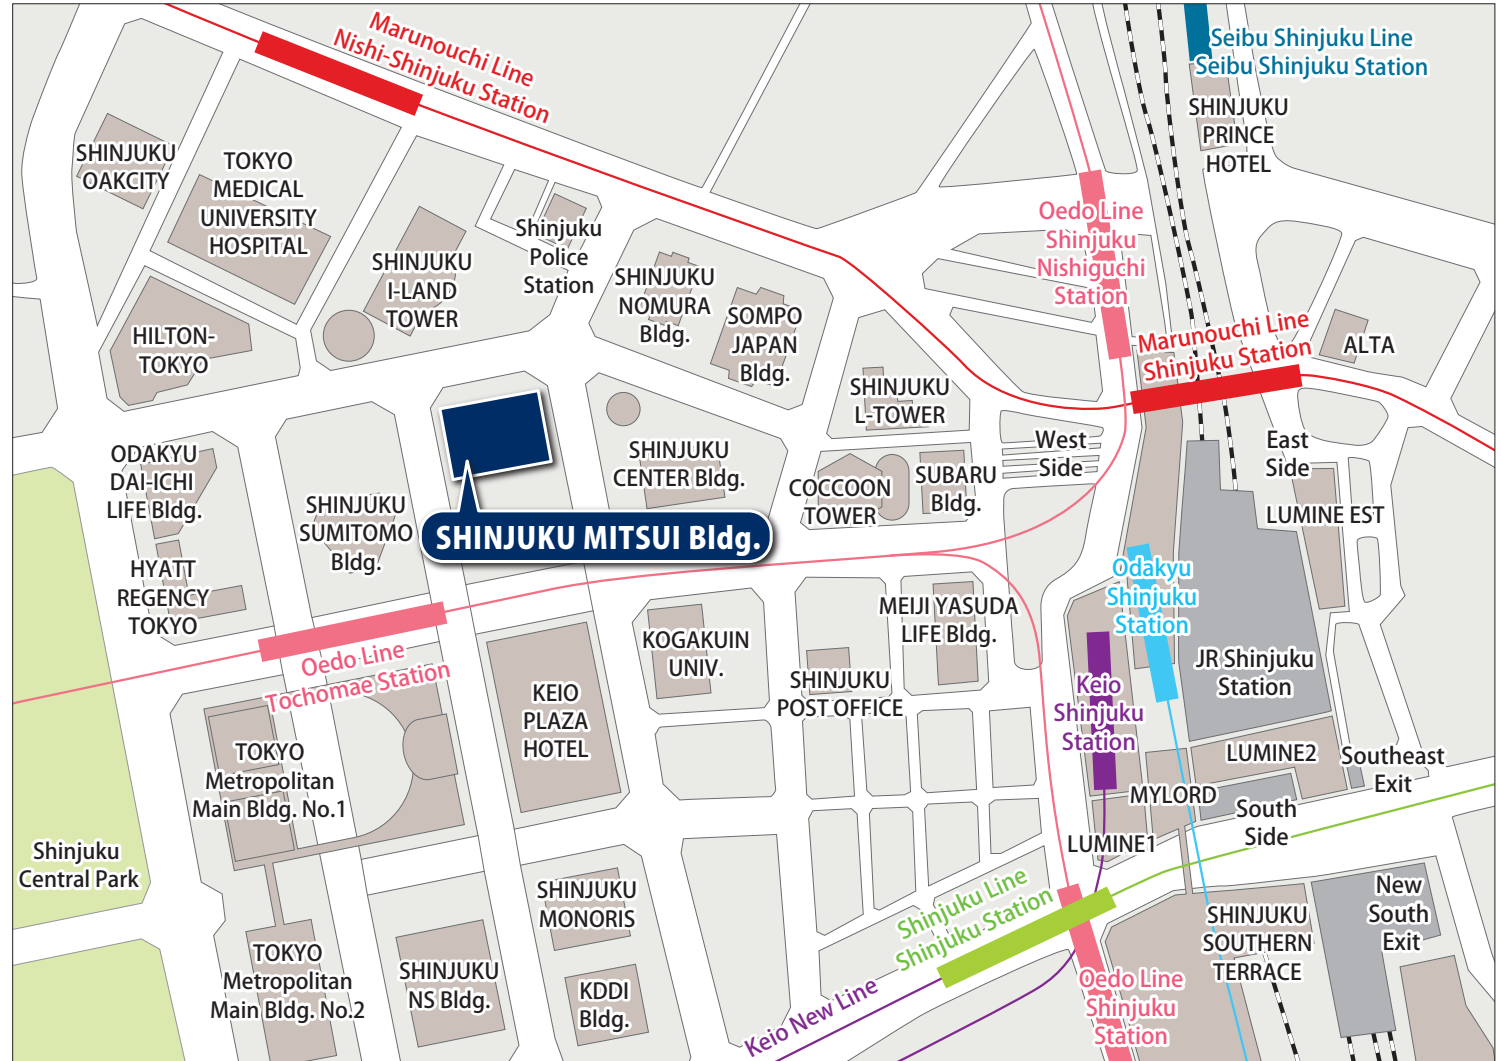 Marunouchi Line
Nishi-Shinjuku Station
Seibu Shinjuku Line
Seibu Shinjuku Station
SHINJUKU
PRINCE
HOTEL
SHINJUKU
OAKCITY
TOKYO
MEDICAL
UNIVERSITY
HOSPITAL
Shinjuku
Police
Station
Oedo Line
Shinjuku
Nishiguchi
Station
SHINJUKU
I-LAND
TOWER
SHINJUKU
NOMURA
Bldg.
SOMPO
JAPAN
Bldg.
HILTON-
TOKYO
Marunouchi Line
Shinjuku Station
ALTA
SHINJUKU
L-TOWER
West
Side
East
Side
ODAKYU
DAI-ICHI
LIFE Bldg.
SHINJUKU
CENTER Bldg.
COCCOON
TOWER
SUBARU
Bldg.
SHINJUKU
SUMITOMO
Bldg.
SHINJUKU MITSUI Bldg.
LUMINE EST
HYATT
REGENCY
TOKYO
Odakyu
Shinjuku
Station
MEIJI YASUDA
LIFE Bldg.
KOGAKUIN
UNIV.
Oedo Line
Tochomae Station
SHINJUKU
POST OFFICE
Keio
Shinjuku
Station
JR Shinjuku
Station
KEIO
PLAZA
HOTEL
TOKYO
Metropolitan
Main Bldg. No.1
LUMINE2
Southeast
Exit
MYLORD
South
Side
LUMINE1
Shinjuku
Central Park
Shinjuku Line
Shinjuku Station
SHINJUKU
MONORIS
SHINJUKU
SOUTHERN
TERRACE
New
South
Exit
TOKYO
Metropolitan
Main Bldg. No.2
SHINJUKU
NS Bldg.
KDDI
Bldg.
Keio New Line
Oedo Line
Shinjuku
Station